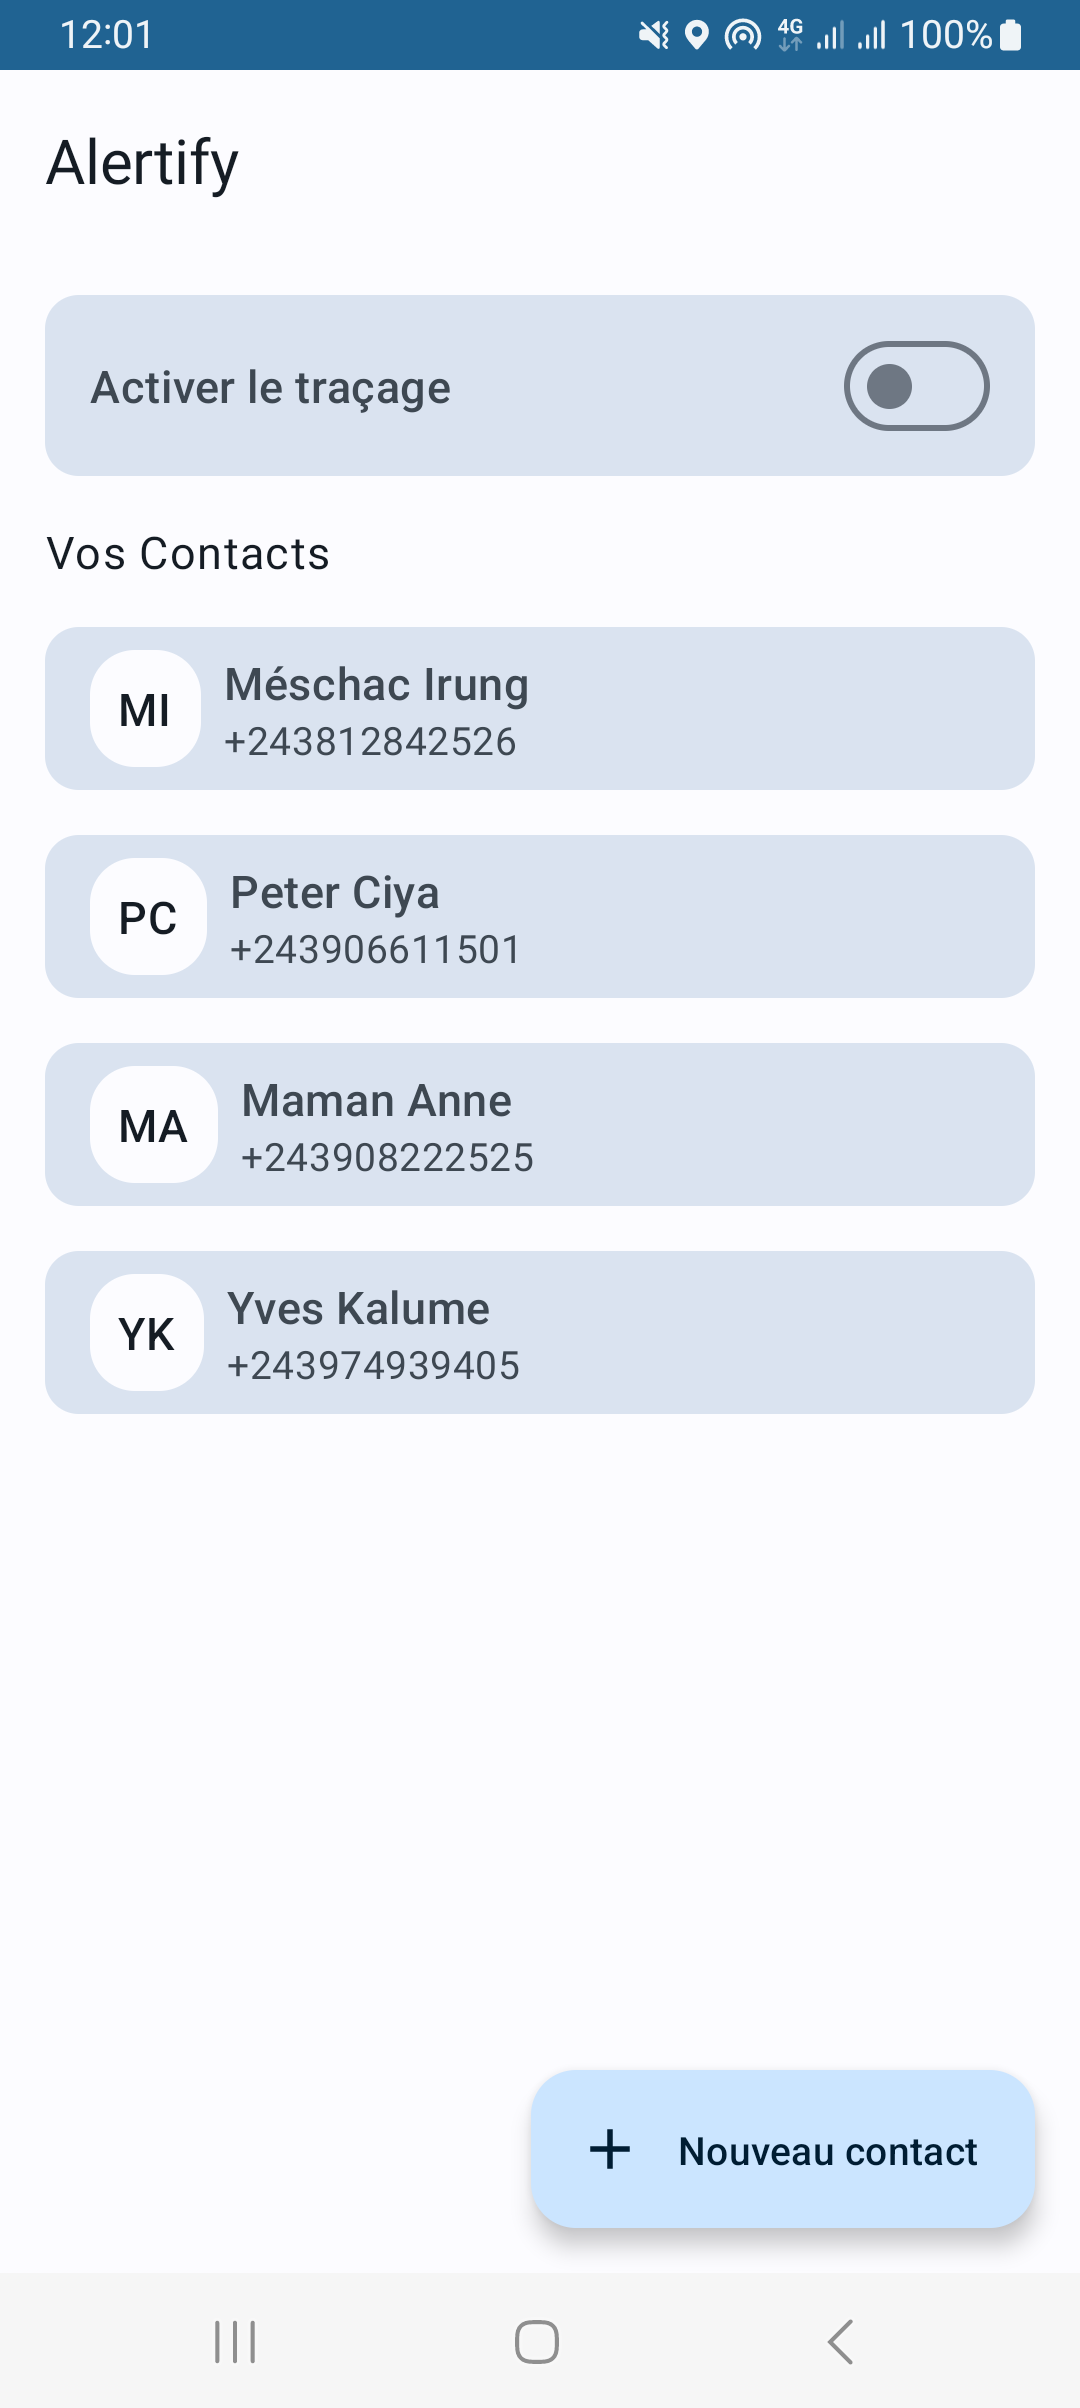 12:01 4G 100%
Alertify
Activer le traçage
Vos Contacts
MI Méschac Irung
+243812842526
PC Peter Ciya
+243906611501
MA Maman Anne
+243908222525
YK Yves Kalume
+243974939405
Nouveau contact